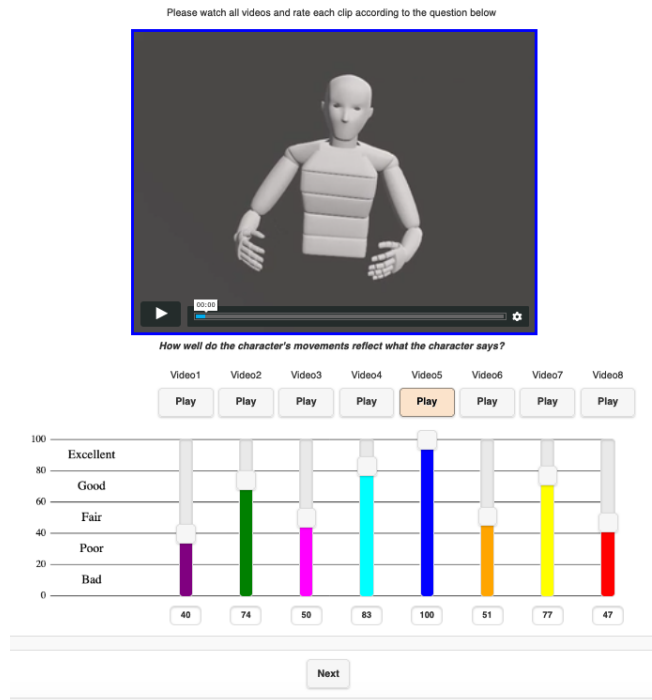 Please watch all videos and rate each clip according to the question below
00:00
How well do the character's movements reflect what the character says?
Video1 Video2 Video3 Video4 Video5 Video6 Video7 Video8
Play Play Play Play Play Play Play Play
100
Excellent
80
Good
60
Fair
40
Poor
20
Bad
0
40 74 50 83 100 51 77 47
Next